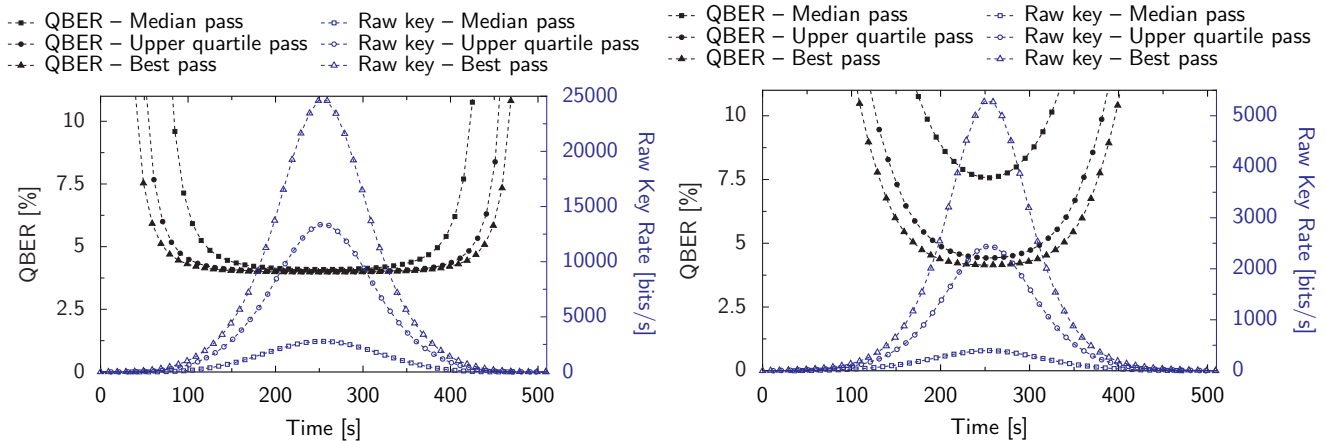 QBER – Median pass
QBER – Upper quartile pass
QBER – Best pass
Raw key – Median pass
Raw key – Upper quartile pass
Raw key – Best pass
10
7.5
5
2.5
0
QBER [%]
25000
20000
15000
10000
5000
0
Raw Key Rate [bits/s]
0 100 200 300 400 500
Time [s]
QBER – Median pass
QBER – Upper quartile pass
QBER – Best pass
Raw key – Median pass
Raw key – Upper quartile pass
Raw key – Best pass
10
7.5
5
2.5
0
QBER [%]
5000
4000
3000
2000
1000
0
Raw Key Rate [bits/s]
0 100 200 300 400 500
Time [s]